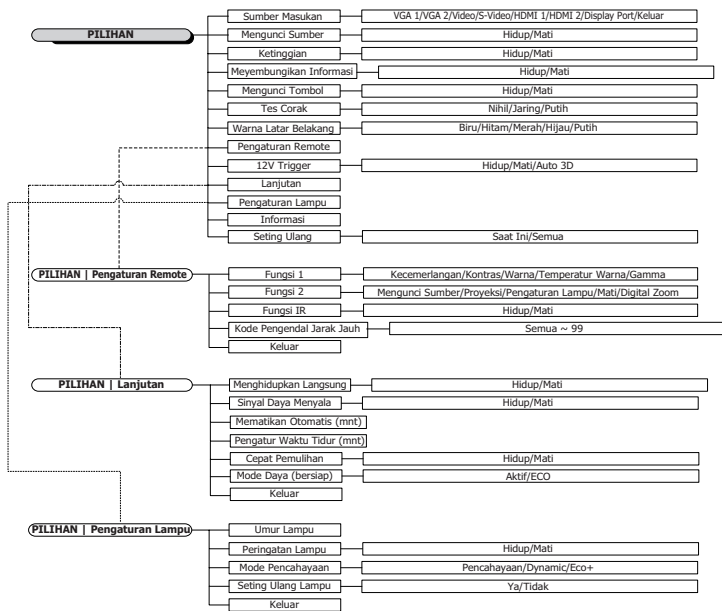 Sumber Masukan VGA 1/VGA 2/Video/S-Video/HDMI 1/HDMI 2/Display Port/Keluar
PILIHAN Mengunci Sumber Hidup/Mati
Ketinggian Hidup/Mati
Meyembungikan Informasi Hidup/Mati
Mengunci Tombol Hidup/Mati
Tes Corak Nihil/Jaring/Putih
Warna Latar Belakang Biru/Hitam/Merah/Hijau/Putih
Pengaturan Remote
12V Trigger Hidup/Mati/Auto 3D
Lanjutan
Pengaturan Lampu
Informasi
Seting Ulang Saat Ini/Semua
PILIHAN | Pengaturan Remote Fungsi 1 Kecemerlangan/Kontras/Warna/Temperatur Warna/Gamma
Fungsi 2 Mengunci Sumber/Proyeksi/Pengaturan Lampu/Mati/Digital Zoom
Fungsi IR Hidup/Mati
Kode Pengendal Jarak Jauh Semua ~ 99
Keluar
PILIHAN | Lanjutan Menghidupkan Langsung Hidup/Mati
Sinyal Daya Menyala Hidup/Mati
Mematikan Otomatis (mnt)
Pengatur Waktu Tidur (mnt)
Cepat Pemulihan Hidup/Mati
Mode Daya (bersiap) Aktif/ECO
Keluar
PILIHAN | Pengaturan Lampu Umur Lampu
Peringatan Lampu Hidup/Mati
Mode Pencahayaan Pencahayaan/Dynamic/Eco+
Seting Ulang Lampu Ya/Tidak
Keluar